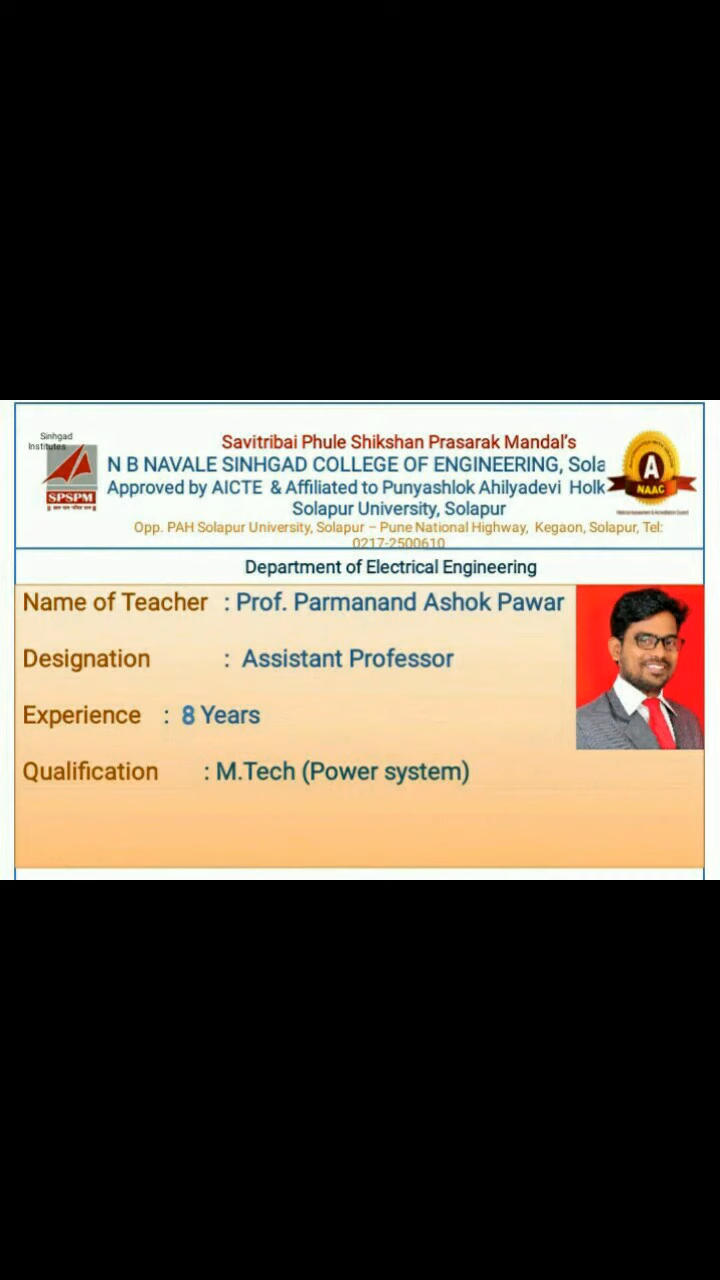 Sinhgad
Institutes
SPSPM
Savitribai Phule Shikshan Prasarak Mandal's
N B NAVALE SINHGAD COLLEGE OF ENGINEERING, Sola
Approved by AICTE & Affiliated to Punyashlok Ahilyadevi Holk
Solapur University, Solapur
Opp. PAH Solapur University, Solapur – Pune National Highway, Kegaon, Solapur, Tel:
0217-2500610
A
NAAC
Department of Electrical Engineering
Name of Teacher : Prof. Parmanand Ashok Pawar
Designation : Assistant Professor
Experience : 8 Years
Qualification : M.Tech (Power system)